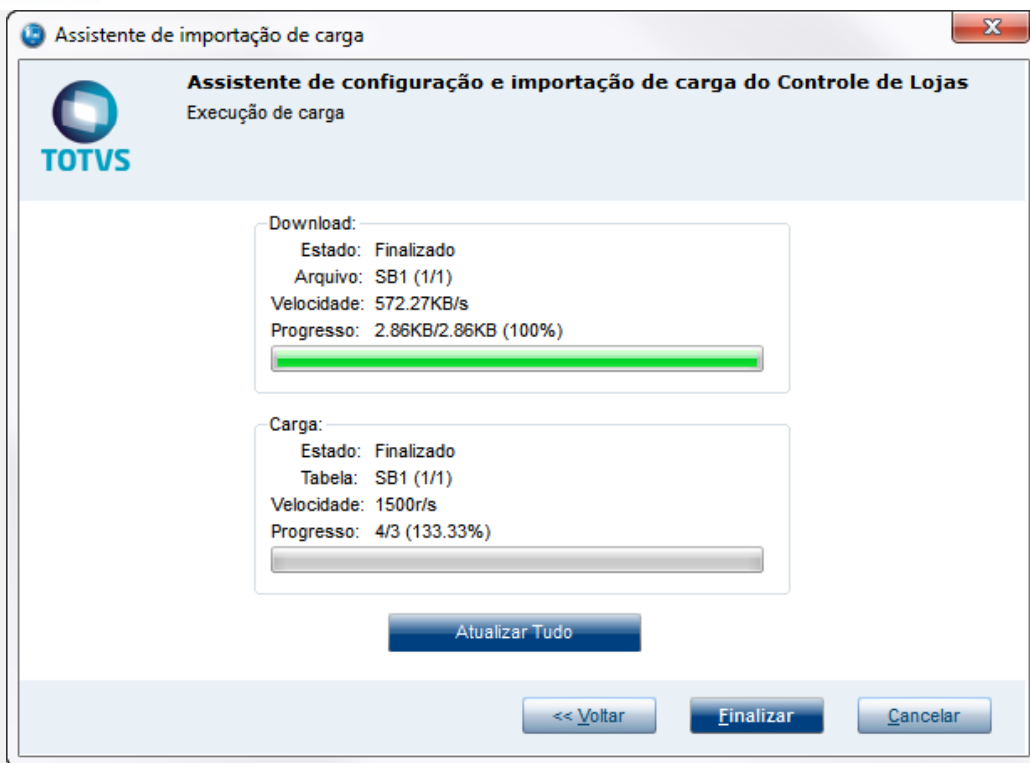 Assistente de importação de carga
Assistente de configuração e importação de carga do Controle de Lojas
Execução de carga
TOTVS
Download:
Estado: Finalizado
Arquivo: SB1 (1/1)
Velocidade: 572.27KB/s
Progresso: 2.86KB/2.86KB (100%)
Carga:
Estado: Finalizado
Tabela: SB1 (1/1)
Velocidade: 1500r/s
Progresso: 4/3 (133.33%)
Atualizar Tudo
<< Voltar Finalizar Cancelar